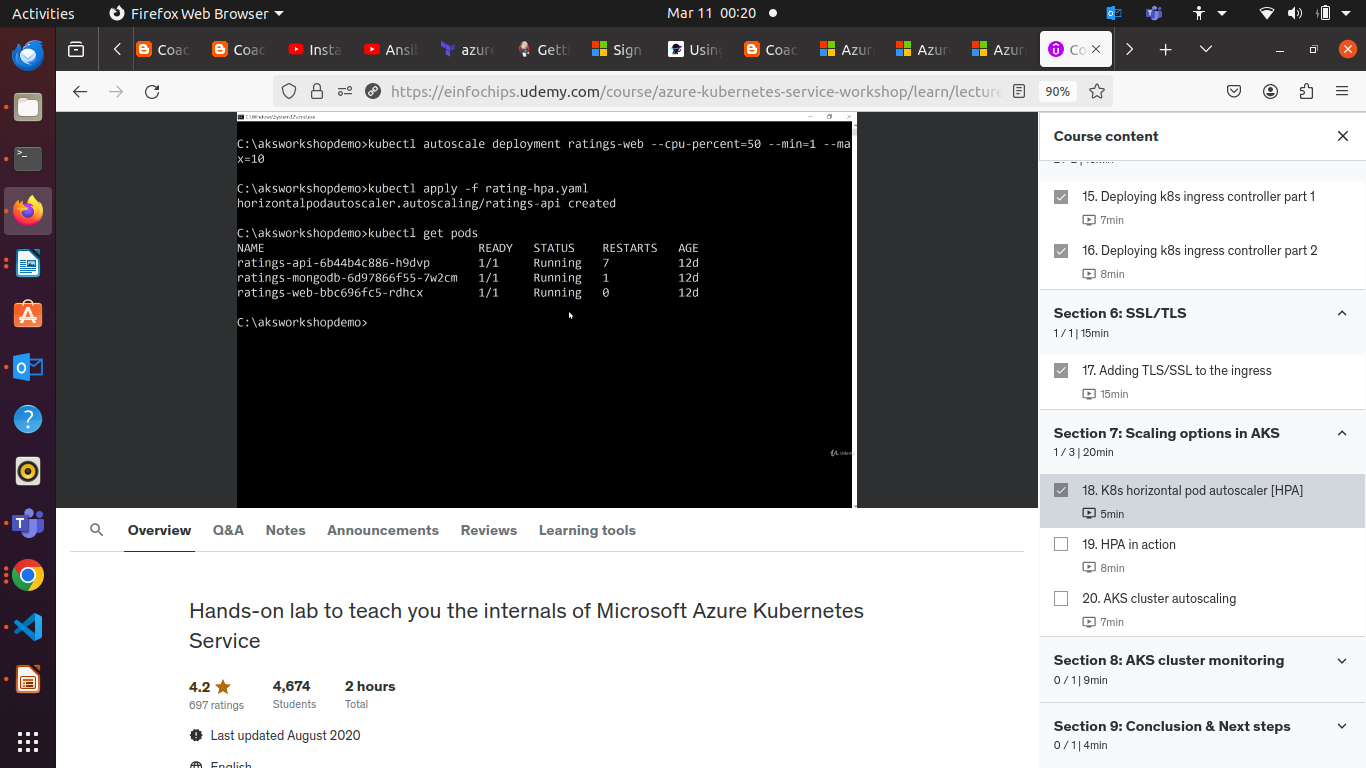 Activities
Firefox Web Browser
Mar 11 00:20
Coac
Coac
Insta
Ansil
azure
Getti
Sign
Using
Coac
Azur
Azur
Azur
Co
https://einfochips.udemy.com/course/azure-kubernetes-service-workshop/learn/lecture
90%
C:\Windows\System32\cmd.exe
C:\aksworkshopdemo>kubectl autoscale deployment ratings-web --cpu-percent=50 --min=1 --ma
x=10
C:\aksworkshopdemo>kubectl apply -f rating-hpa.yaml
horizontalpodautoscaler.autoscaling/ratings-api created
C:\aksworkshopdemo>kubectl get pods
NAME READY STATUS RESTARTS AGE
ratings-api-6b44b4c886-h9dvp 1/1 Running 7 12d
ratings-mongodb-6d97866f55-7w2cm 1/1 Running 1 12d
ratings-web-bbc696fc5-rdhcx 1/1 Running 0 12d
C:\aksworkshopdemo>
Udemy
Overview
Q&A
Notes
Announcements
Reviews
Learning tools
Hands-on lab to teach you the internals of Microsoft Azure Kubernetes
Service
4.2
697 ratings
4,674
Students
2 hours
Total
Last updated August 2020
English
Course content
15. Deploying k8s ingress controller part 1
7min
16. Deploying k8s ingress controller part 2
8min
Section 6: SSL/TLS
1 / 1 | 15min
17. Adding TLS/SSL to the ingress
15min
Section 7: Scaling options in AKS
1 / 3 | 20min
18. K8s horizontal pod autoscaler [HPA]
5min
19. HPA in action
8min
20. AKS cluster autoscaling
7min
Section 8: AKS cluster monitoring
0 / 1 | 9min
Section 9: Conclusion & Next steps
0 / 1 | 4min